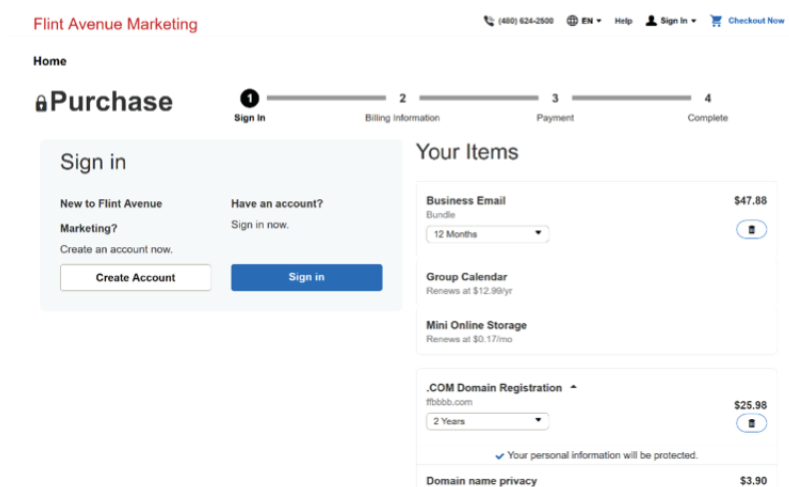 Flint Avenue Marketing
(480) 624-2500 EN Help Sign In Checkout Now
Home
Purchase
1 2 3 4
Sign In Billing Information Payment Complete
Sign in
New to Flint Avenue
Marketing?
Create an account now.
Create Account
Have an account?
Sign in now.
Sign in
Your Items
Business Email $47.88
Bundle
12 Months
Group Calendar
Renews at $12.99/yr
Mini Online Storage
Renews at $0.17/mo
.COM Domain Registration
ffbbbb.com $25.98
2 Years
Your personal information will be protected.
Domain name privacy $3.90